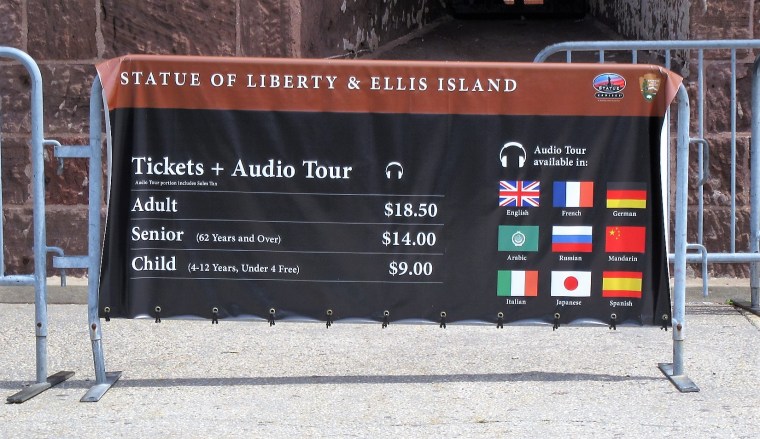 STATUE OF LIBERTY & ELLIS ISLAND
STATUE
Tickets + Audio Tour
Audio Tour portion includes Sales Tax
Adult $18.50
Senior (62 Years and Over) $14.00
Child (4-12 Years, Under 4 Free) $9.00
Audio Tour
available in:
English French German
Arabic Russian Mandarin
Italian Japanese Spanish